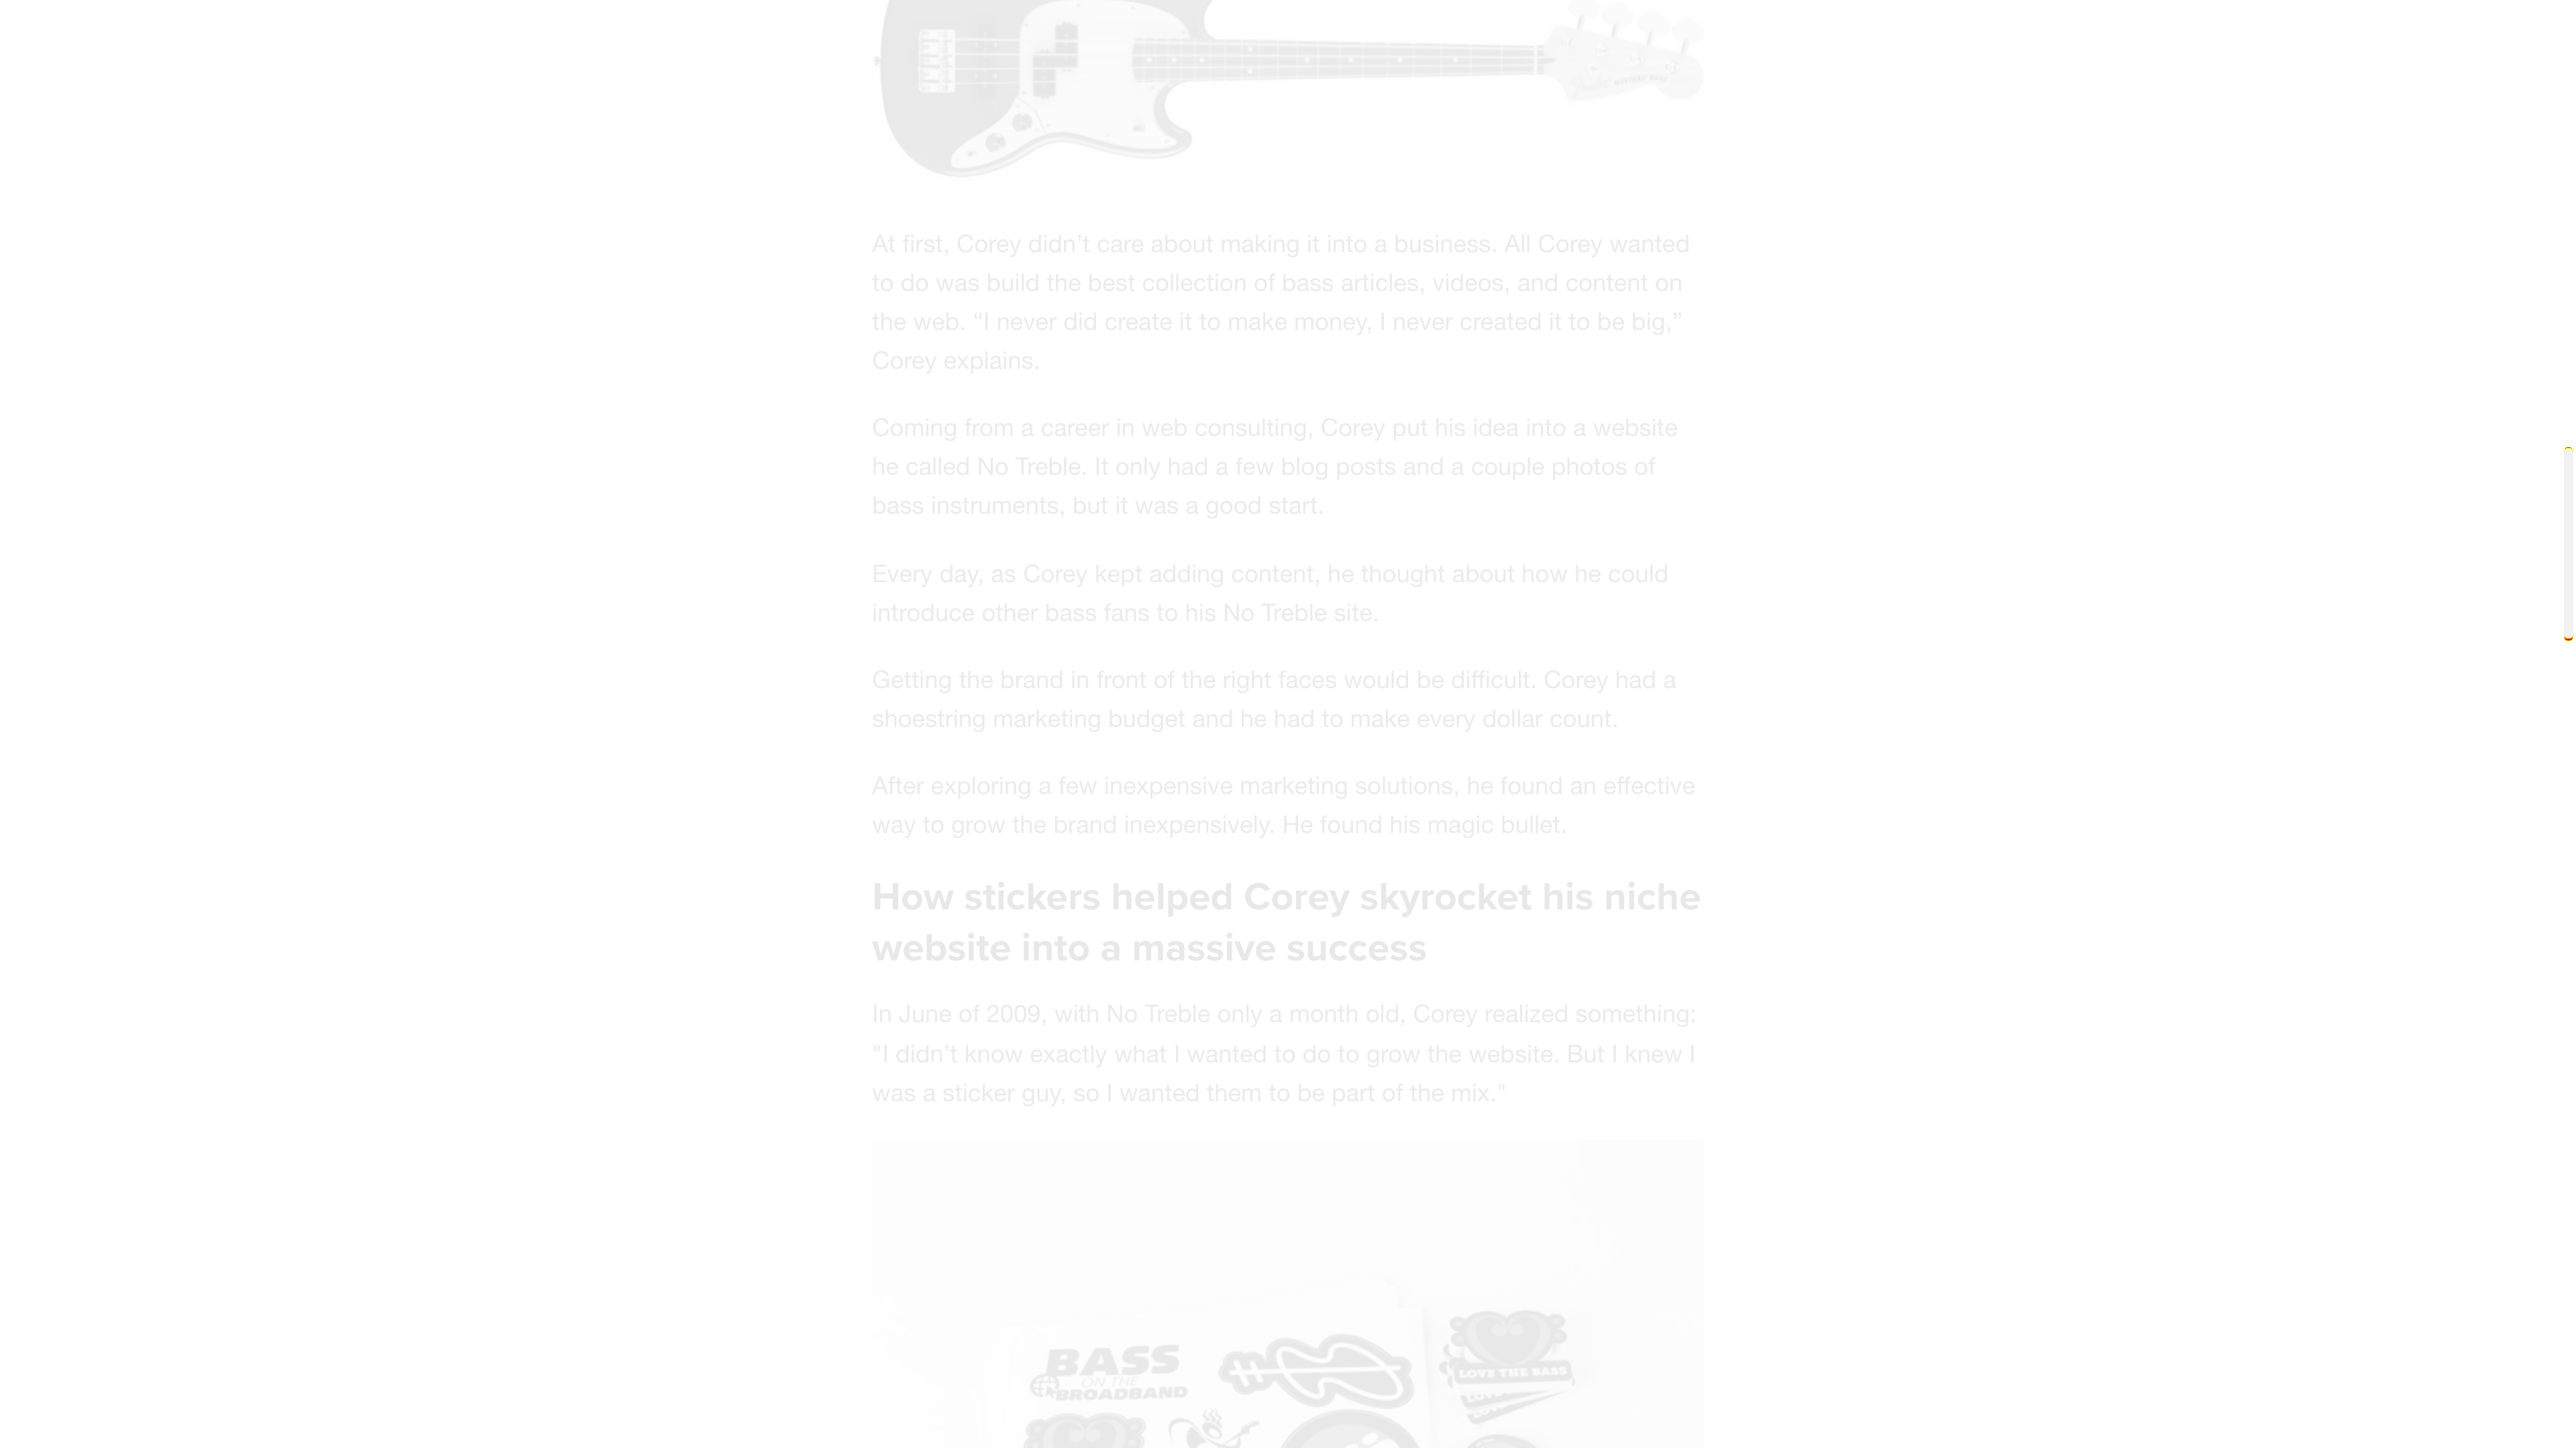 At first, Corey didn’t care about making it into a business. All Corey wanted
to do was build the best collection of bass articles, videos, and content on
the web. “I never did create it to make money, I never created it to be big,”
Corey explains.
Coming from a career in web consulting, Corey put his idea into a website
he called No Treble. It only had a few blog posts and a couple photos of
bass instruments, but it was a good start.
Every day, as Corey kept adding content, he thought about how he could
introduce other bass fans to his No Treble site.
Getting the brand in front of the right faces would be difficult. Corey had a
shoestring marketing budget and he had to make every dollar count.
After exploring a few inexpensive marketing solutions, he found an effective
way to grow the brand inexpensively. He found his magic bullet.
How stickers helped Corey skyrocket his niche
website into a massive success
In June of 2009, with No Treble only a month old, Corey realized something:
"I didn’t know exactly what I wanted to do to grow the website. But I knew I
was a sticker guy, so I wanted them to be part of the mix."
BASS
ON THE
BROADBAND
LOVE THE BASS